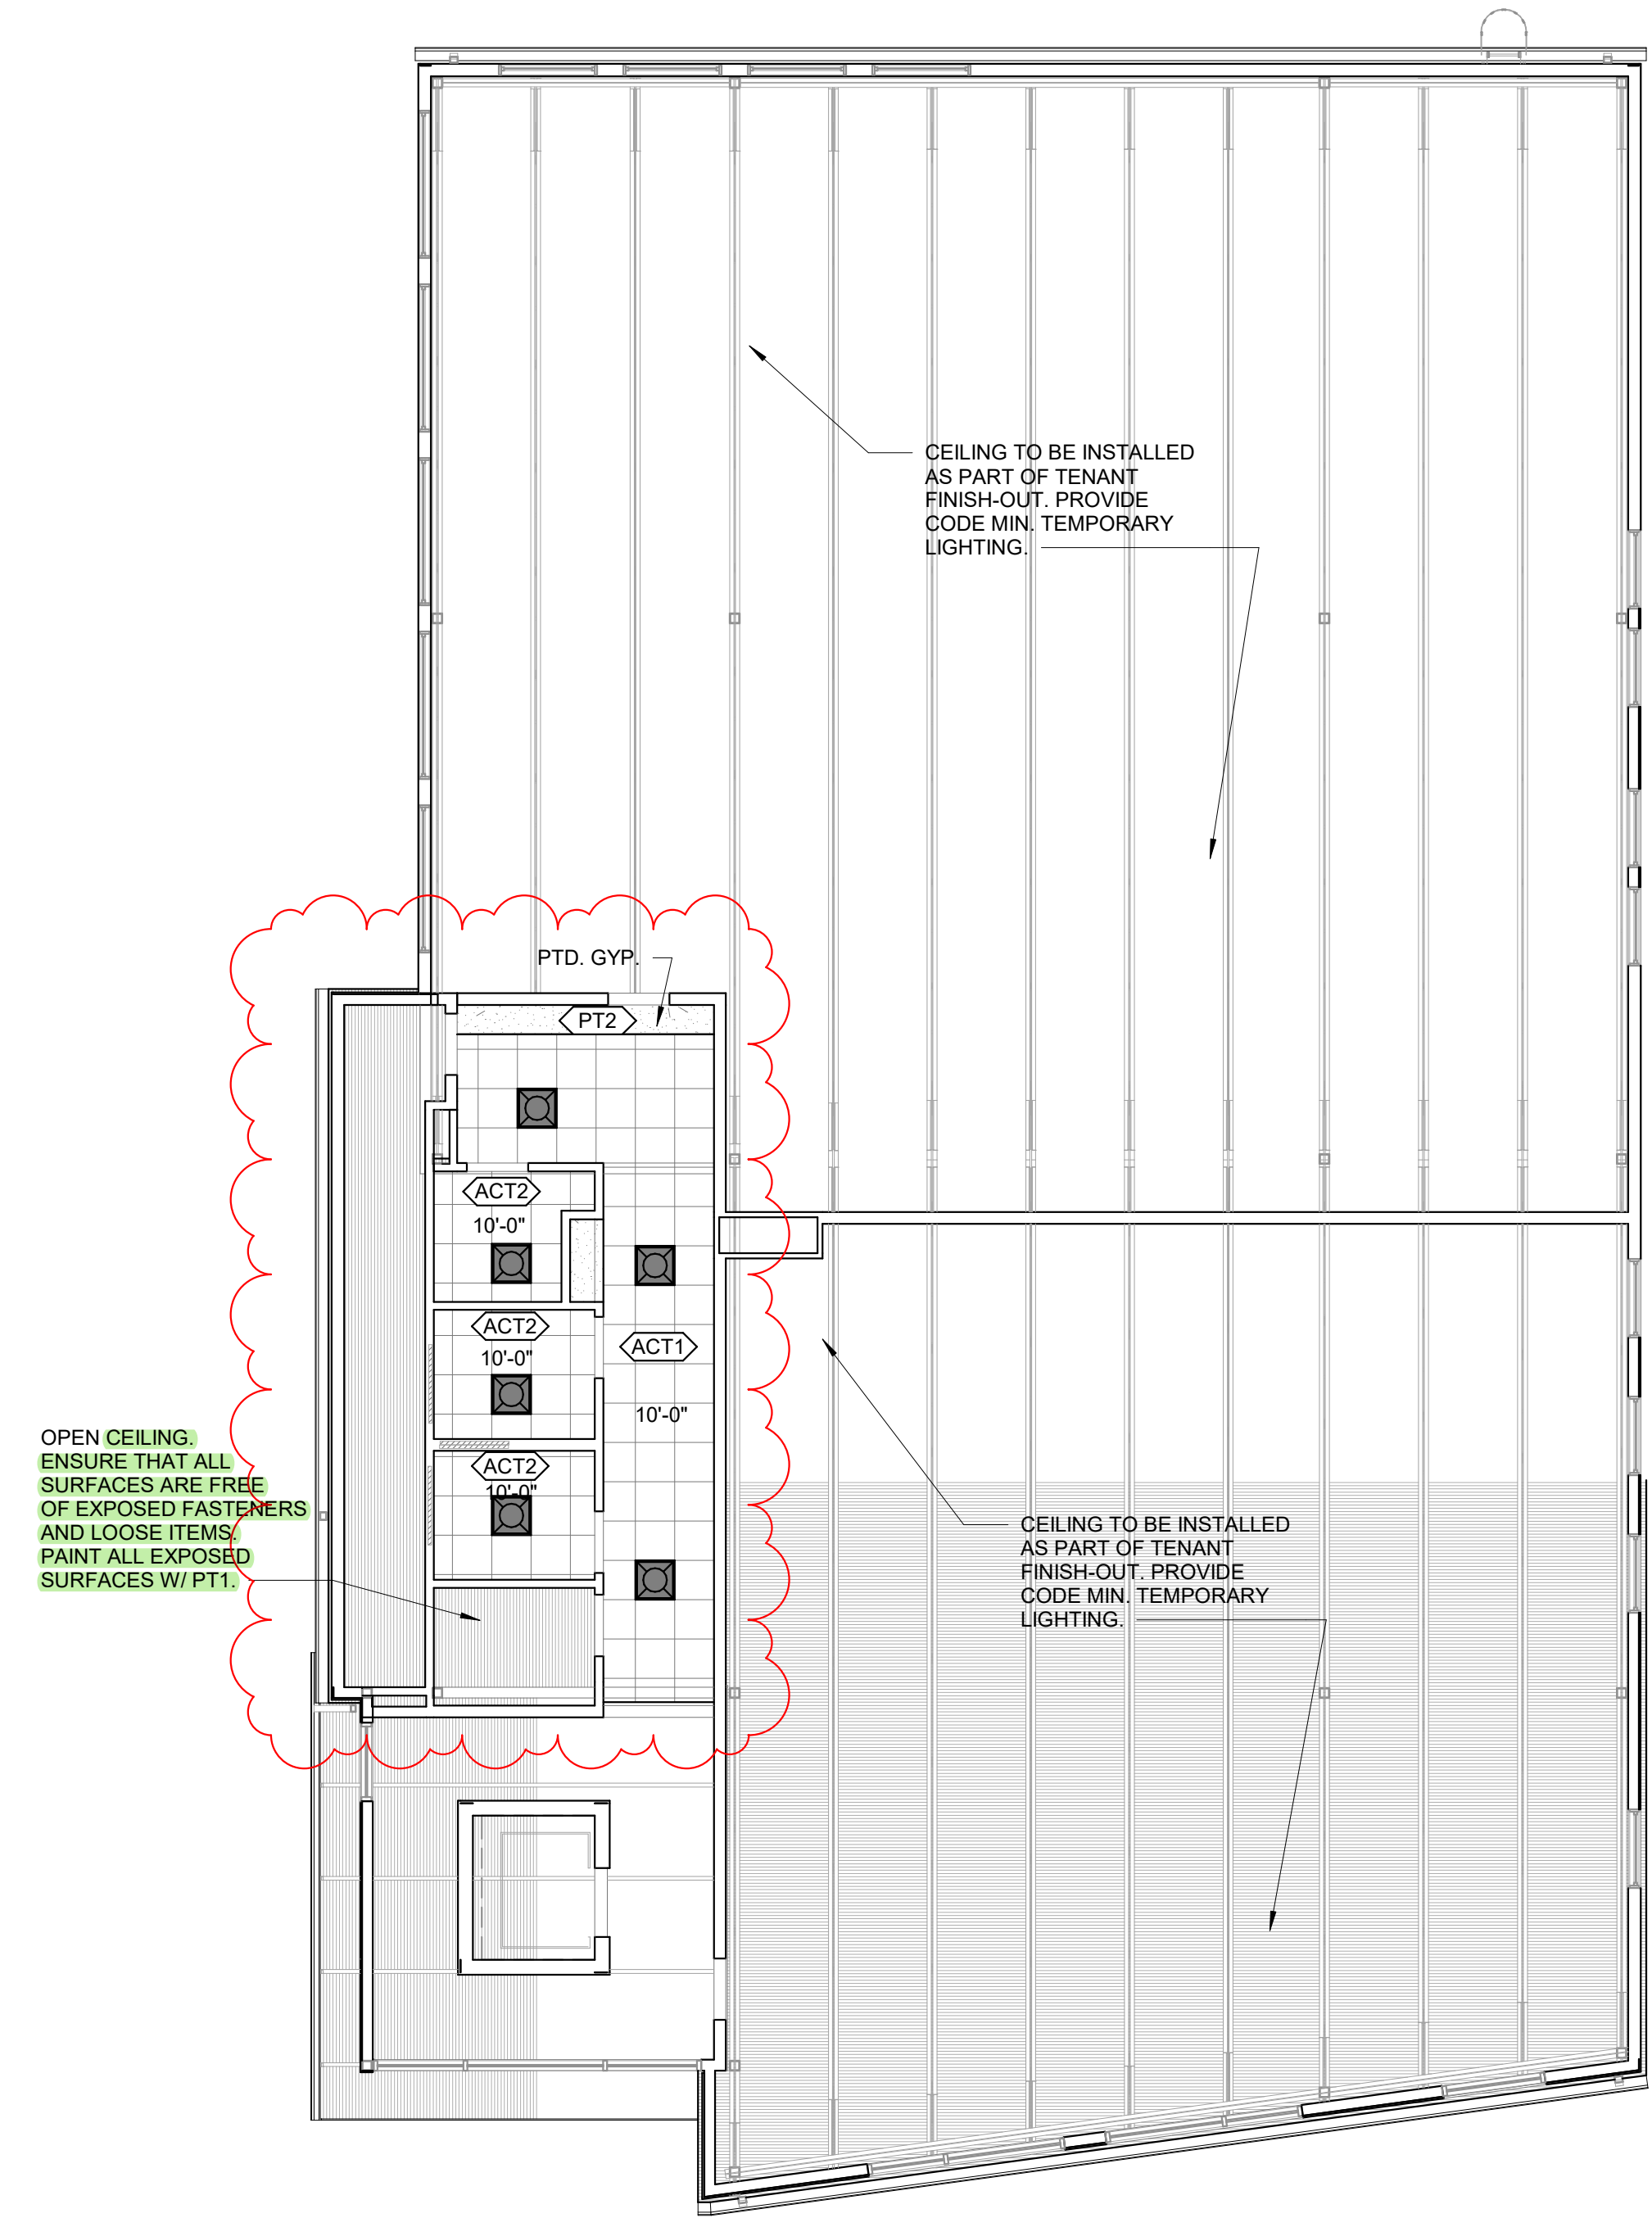 CEILING TO BE INSTALLED
AS PART OF TENANT
FINISH-OUT. PROVIDE
CODE MIN. TEMPORARY
LIGHTING.
PTD. GYP.
PT2
ACT2
10'-0"
ACT2
10'-0"
ACT1
10'-0"
ACT2
10'-0"
OPEN CEILING.
ENSURE THAT ALL
SURFACES ARE FREE
OF EXPOSED FASTENERS
AND LOOSE ITEMS.
PAINT ALL EXPOSED
SURFACES W/ PT1.
CEILING TO BE INSTALLED
AS PART OF TENANT
FINISH-OUT. PROVIDE
CODE MIN. TEMPORARY
LIGHTING.